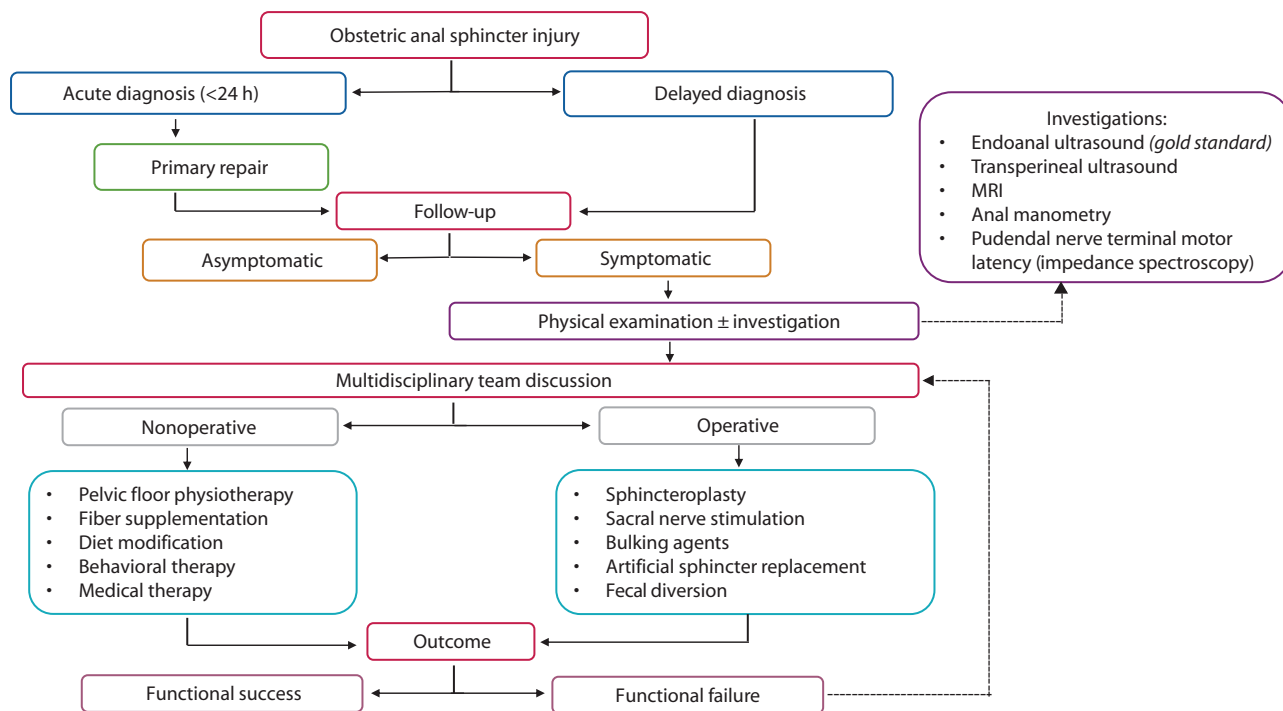 Obstetric anal sphincter injury
Acute diagnosis (<24 h)
Delayed diagnosis
Primary repair
Follow-up
Asymptomatic
Symptomatic
Physical examination ± investigation
Investigations:
• Endoanal ultrasound (gold standard)
• Transperineal ultrasound
• MRI
• Anal manometry
• Pudendal nerve terminal motor
latency (impedance spectroscopy)
Multidisciplinary team discussion
Nonoperative
Operative
• Pelvic floor physiotherapy
• Fiber supplementation
• Diet modification
• Behavioral therapy
• Medical therapy
• Sphincteroplasty
• Sacral nerve stimulation
• Bulking agents
• Artificial sphincter replacement
• Fecal diversion
Outcome
Functional success
Functional failure